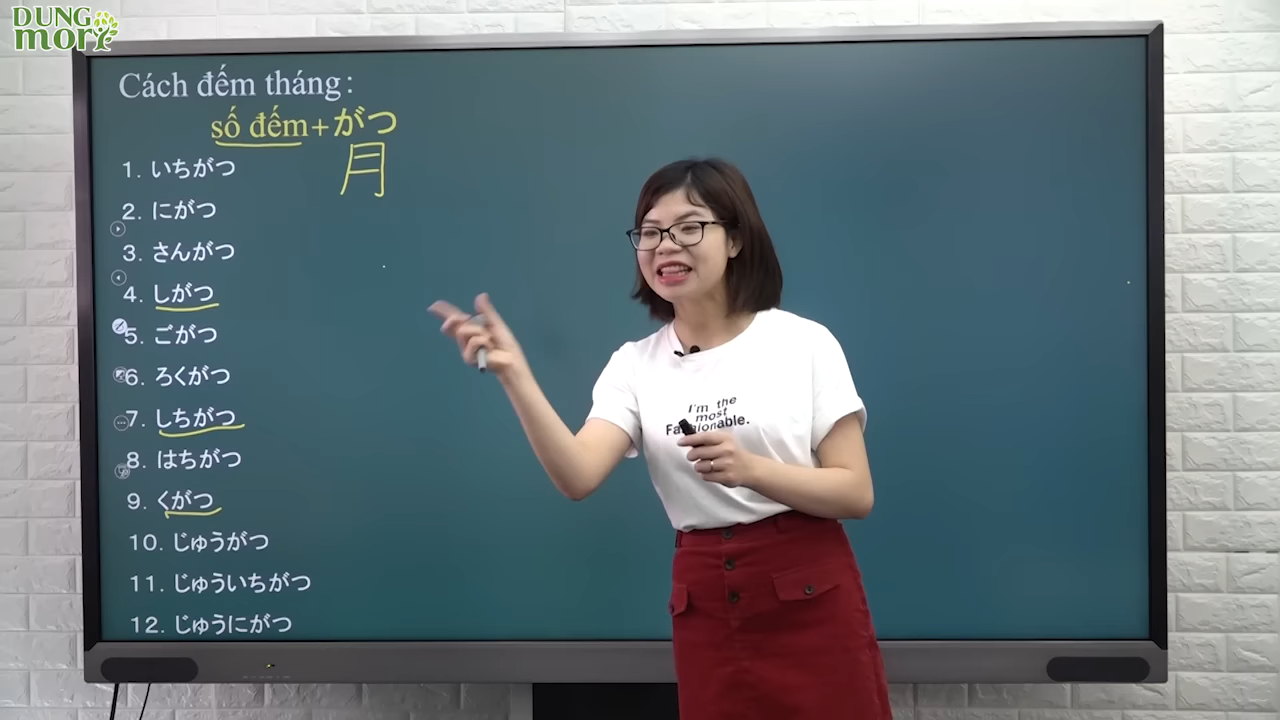 DUNG
mori
Cách đếm tháng:
số đếm+がつ
月
1. いちがつ
2. にがつ
3. さんがつ
4. しがつ
5. ごがつ
6. ろくがつ
7. しちがつ
8. はちがつ
9. くがつ
10. じゅうがつ
11. じゅういちがつ
12. じゅうにがつ
I'm the
most
Fashionable.